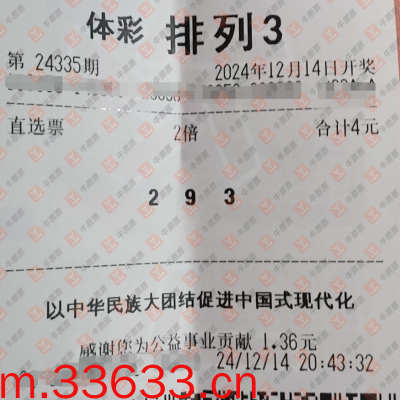 体彩 排列3
第 24335期 2024年12月14日开奖
直选票 2倍 合计4元
2 9 3
以中华民族大团结促进中国式现代化
感谢您为公益事业贡献 1.36元
24/12/14 20:43:32
m.33633.cn